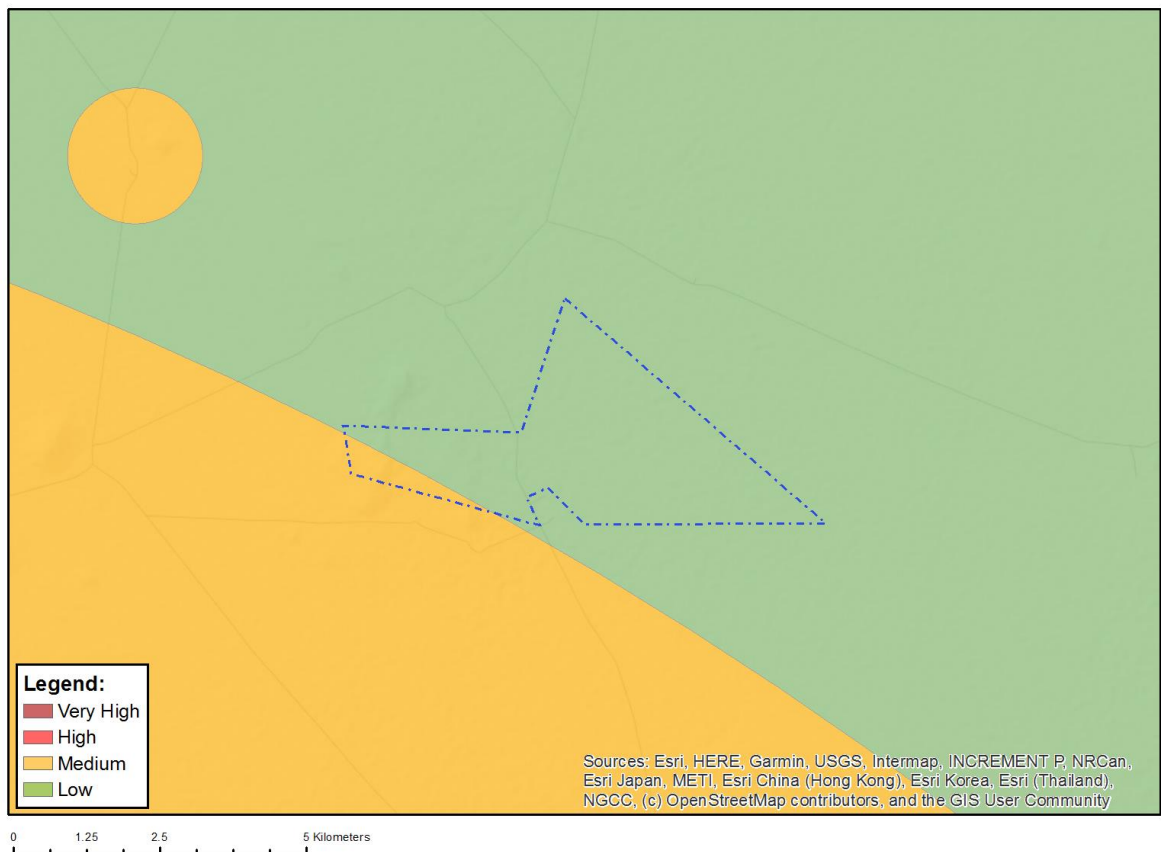 Legend:
Very High
High
Medium
Low
Sources: Esri, HERE, Garmin, USGS, Intermap, INCREMENT P, NRCan,
Esri Japan, METI, Esri China (Hong Kong), Esri Korea, Esri (Thailand),
NGCC, (c) OpenStreetMap contributors, and the GIS User Community
0 1.25 2.5 5 Kilometers